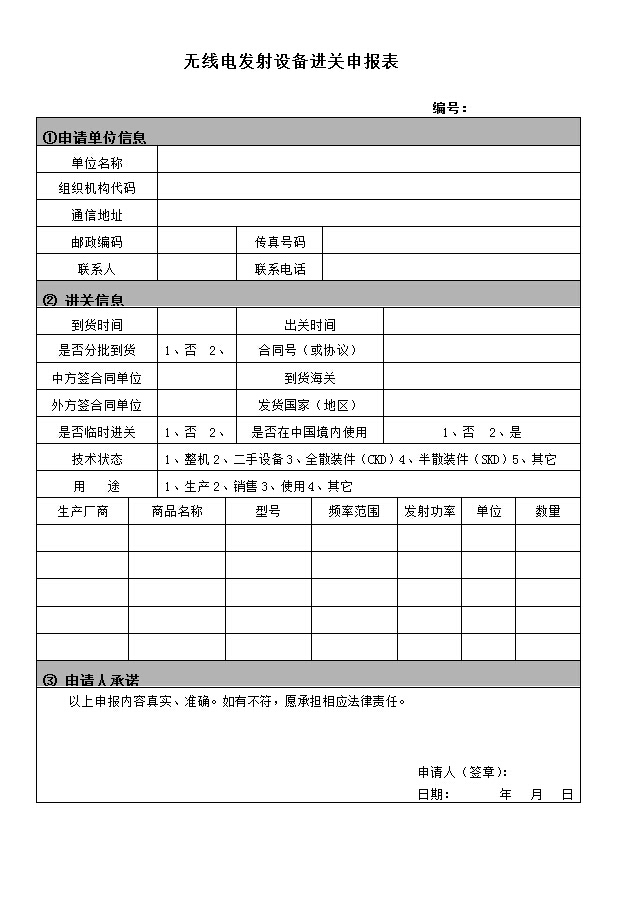 无线电发射设备进关申报表
编号：
①申请单位信息
单位名称
组织机构代码
通信地址
邮政编码 传真号码
联系人 联系电话
② 进关信息
到货时间 出关时间
是否分批到货 1、否 2、 合同号（或协议）
中方签合同单位 到货海关
外方签合同单位 发货国家（地区）
是否临时进关 1、否 2、 是否在中国境内使用 1、否 2、是
技术状态 1、整机2、二手设备3、全散装件（CKD）4、半散装件（SKD）5、其它
用 途 1、生产2、销售3、使用4、其它
生产厂商 商品名称 型号 频率范围 发射功率 单位 数量
③ 申请人承诺
以上申报内容真实、准确。如有不符，愿承担相应法律责任。
申请人（签章）：
日期： 年 月 日